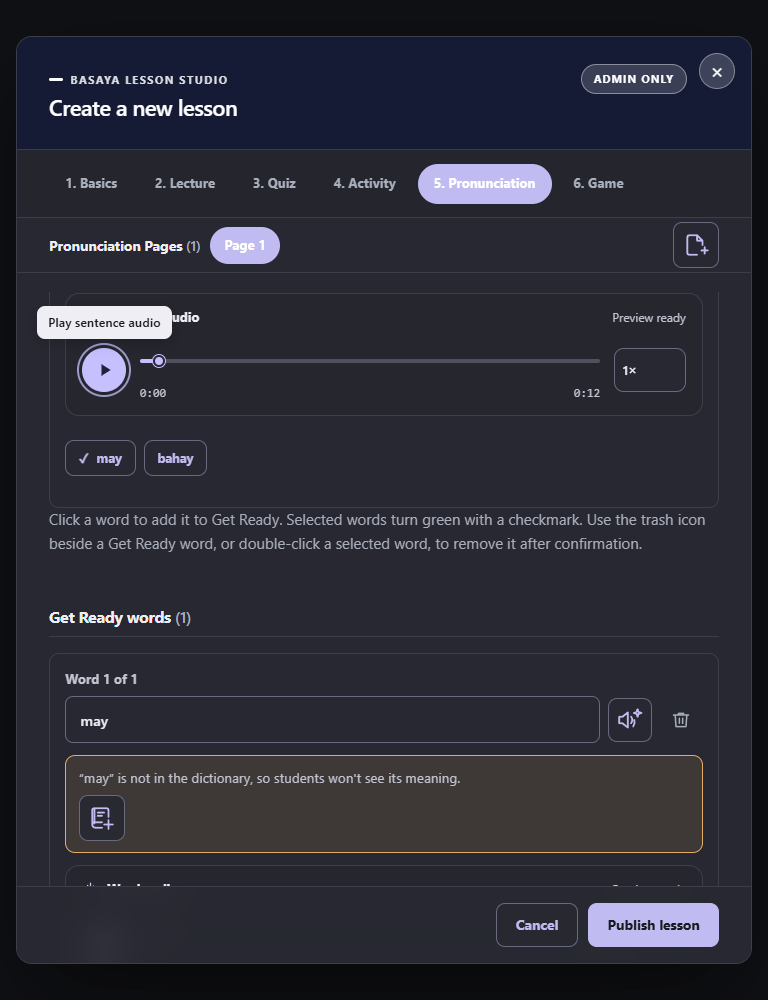 BASAYA LESSON STUDIO
ADMIN ONLY
Create a new lesson
1. Basics
2. Lecture
3. Quiz
4. Activity
5. Pronunciation
6. Game
Pronunciation Pages (1)
Page 1
Play sentence audio
Preview ready
1×
0:00
0:12
✓ may
bahay
Click a word to add it to Get Ready. Selected words turn green with a checkmark. Use the trash icon
beside a Get Ready word, or double-click a selected word, to remove it after confirmation.
Get Ready words (1)
Word 1 of 1
may
“may” is not in the dictionary, so students won't see its meaning.
Cancel
Publish lesson